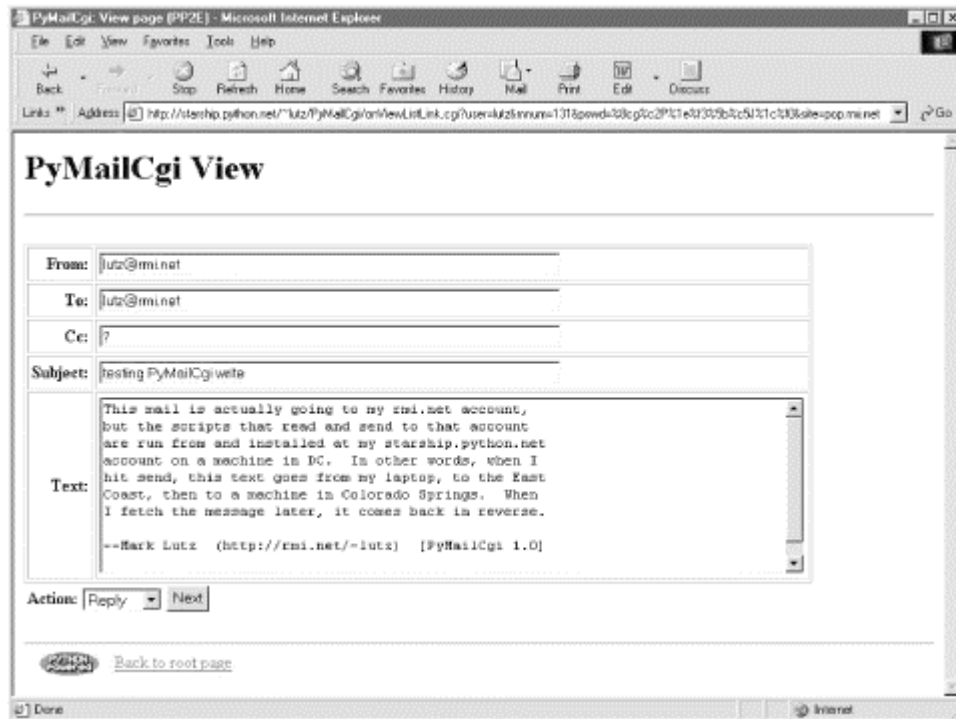 PyMailCgi: View page (PP2E) - Microsoft Internet Explorer
File Edit View Favorites Tools Help
Back Forward Stop Refresh Home Search Favorites History Mail Print Edit Discuss
Links » Address Go
PyMailCgi View
From: lutz@rmi.net
To: lutz@rmi.net
Cc: ?
Subject: testing PyMailCgi write
Text:
This mail is actually going to my rmi.net account,
but the scripts that read and send to that account
are run from and installed at my starship.python.net
account on a machine in DC. In other words, when I
hit send, this text goes from my laptop, to the East
Coast, then to a machine in Colorado Springs. When
I fetch the message later, it comes back in reverse.
--Mark Lutz (http://rmi.net/~lutz) [PyMailCgi 1.0]
Action: Reply Next
Back to root page
Done Internet